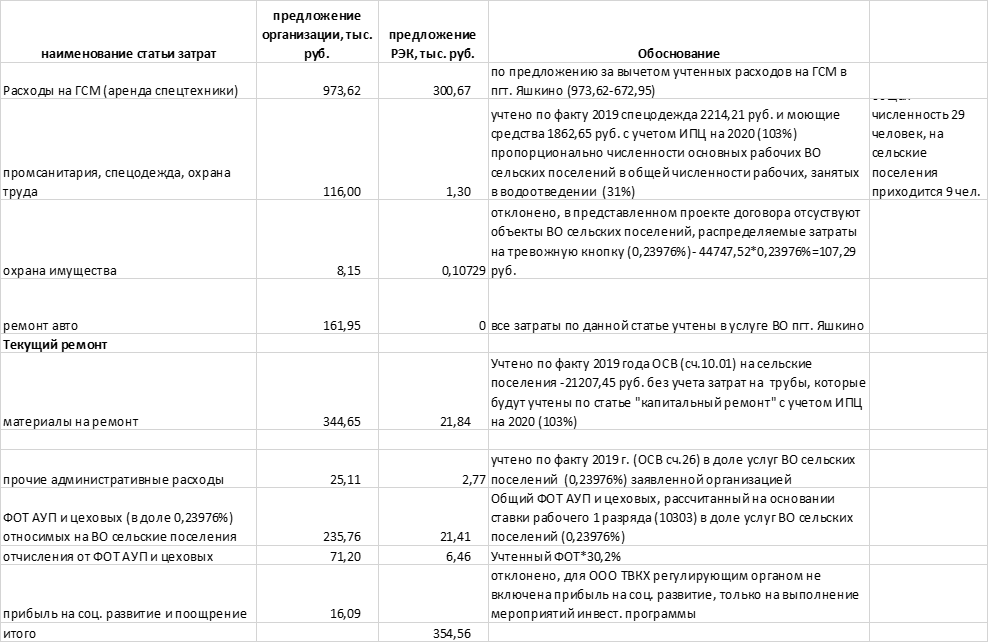 наименование статьи затрат
предложение
организации, тыс.
руб.
предложение
РЭК, тыс. руб.
Обоснование
Расходы на ГСМ (аренда спецтехники)
973,62
300,67
по предложению за вычетом учтенных расходов на ГСМ в
пгт. Яшкино (973,62-672,95)
промсанитария, спецодежда, охрана
труда
116,00
1,30
учтено по факту 2019 спецодежда 2214,21 руб. и моющие
средства 1862,65 руб. с учетом ИПЦ на 2020 (103%)
пропорционально численности основных рабочих ВО
сельских поселений в общей численности рабочих, занятых
в водоотведении (31%)
численность 29
человек, на
сельские
поселения
приходится 9 чел.
охрана имущества
8,15
0,10729
отклонено, в представленном проекте договора отсуствуют
объекты ВО сельских поселений, распределяемые затраты
на тревожную кнопку (0,23976%)- 44747,52*0,23976%=107,29
руб.
ремонт авто
161,95
0
все затраты по данной статье учтены в услуге ВО пгт. Яшкино
Текущий ремонт
материалы на ремонт
344,65
21,84
Учтено по факту 2019 года ОСВ (сч.10.01) на сельские
поселения -21207,45 руб. без учета затрат на трубы, которые
будут учтены по статье "капитальный ремонт" с учетом ИПЦ
на 2020 (103%)
прочие административные расходы
25,11
2,77
учтено по факту 2019 г. (ОСВ сч.26) в доле услуг ВО сельских
поселений (0,23976%) заявленной организацией
ФОТ АУП и цеховых (в доле 0,23976%)
относимых на ВО сельские поселения
235,76
21,41
Общий ФОТ АУП и цеховых, рассчитанный на основании
ставки рабочего 1 разряда (10303) в доле услуг ВО сельских
поселений (0,23976%)
отчисления от ФОТ АУП и цеховых
71,20
6,46
Учтенный ФОТ*30,2%
прибыль на соц. развитие и поощрение
16,09
отклонено, для ООО ТВКХ регулирующим органом не
включена прибыль на соц. развитие, только на выполнение
мероприятий инвест. программы
итого
354,56